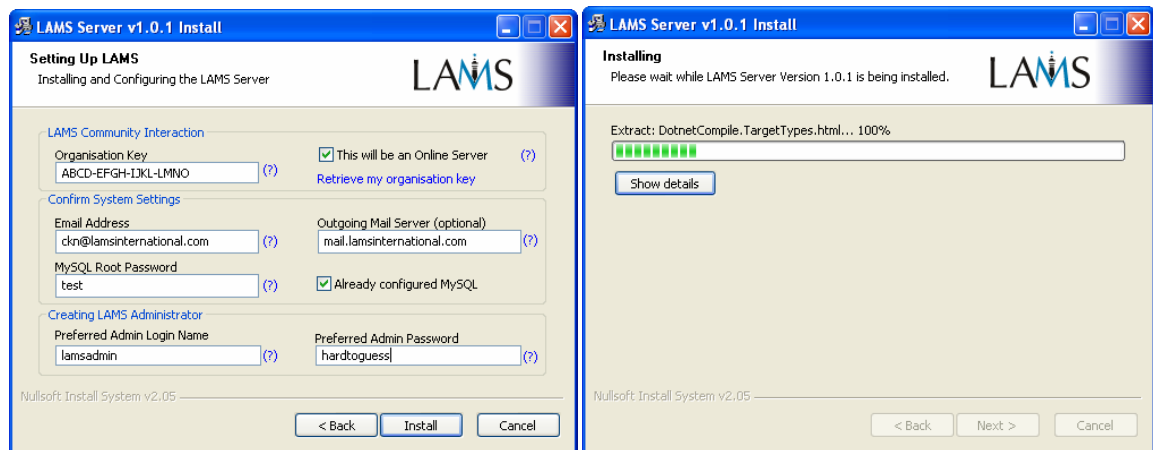 LAMS Server v1.0.1 Install
Setting Up LAMS
Installing and Configuring the LAMS Server
LAMS
LAMS Community Interaction
Organisation Key
ABCD-EFGH-IJKL-LMNO
(?)
This will be an Online Server
(?)
Retrieve my organisation key
Confirm System Settings
Email Address
ckn@lamsinternational.com
(?)
Outgoing Mail Server (optional)
mail.lamsinternational.com
(?)
MySQL Root Password
test
(?)
Already configured MySQL
Creating LAMS Administrator
Preferred Admin Login Name
lamsadmin
(?)
Preferred Admin Password
hardtoguess
(?)
Nullsoft Install System v2.05
< Back
Install
Cancel
LAMS Server v1.0.1 Install
Installing
Please wait while LAMS Server Version 1.0.1 is being installed.
LAMS
Extract: DotnetCompile.TargetTypes.html... 100%
Show details
Nullsoft Install System v2.05
< Back
Next >
Cancel